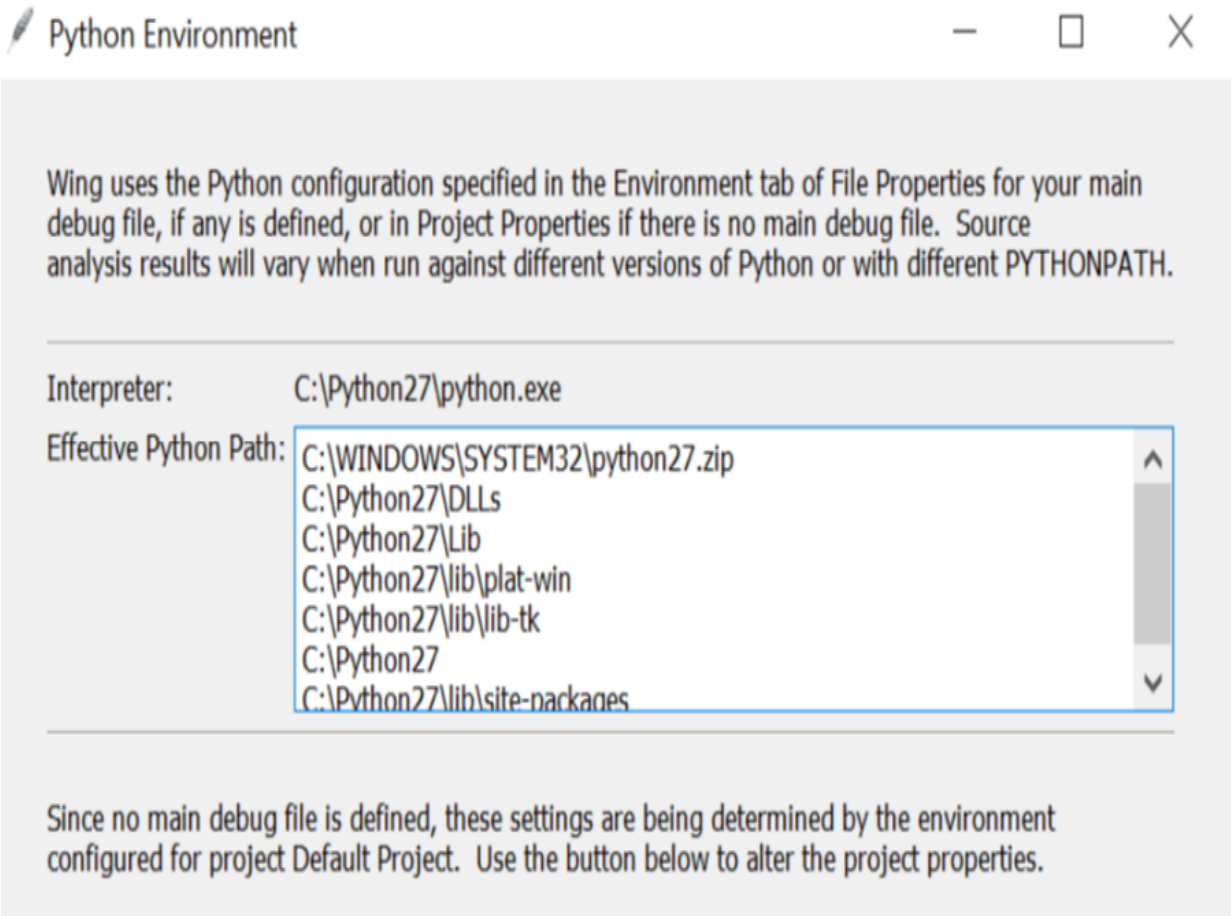 Python Environment
Wing uses the Python configuration specified in the Environment tab of File Properties for your main
debug file, if any is defined, or in Project Properties if there is no main debug file.  Source
analysis results will vary when run against different versions of Python or with different PYTHONPATH.
Interpreter: C:\Python27\python.exe
Effective Python Path: C:\WINDOWS\SYSTEM32\python27.zip
C:\Python27\DLLs
C:\Python27\Lib
C:\Python27\lib\plat-win
C:\Python27\lib\lib-tk
C:\Python27
C:\Python27\lib\site-packages
Since no main debug file is defined, these settings are being determined by the environment
configured for project Default Project.  Use the button below to alter the project properties.